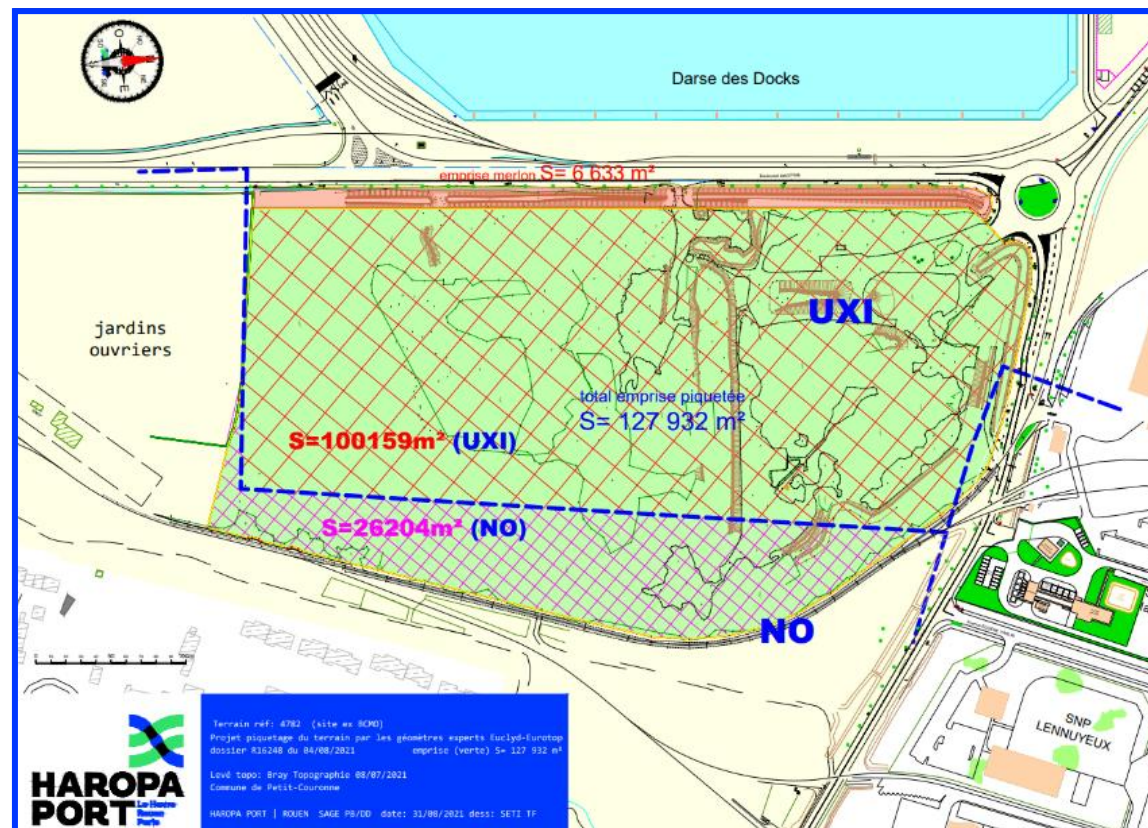 Darse des Docks
emprise merlon S= 6 633 m²
UXI
jardins
ouvriers
total emprise piquetée
S= 127 932 m²
S=100159m² (UXI)
S=26204m² (NO)
NO
SNP
LENNUYEUX
Terrain réf: 4782 (site ex BCMO)
Projet piquetage du terrain par les géomètres experts Euclyd-Eurotop
dossier R16248 du 04/08/2021 emprise (verte) S= 127 932 m²
Levé topo: Bray Topographie 08/07/2021
Commune de Petit-Couronne
HAROPA PORT | ROUEN SAGE PB/DD date: 31/08/2021 dess: SETI TF
HAROPA
PORT
Le Havre
Rouen
Paris